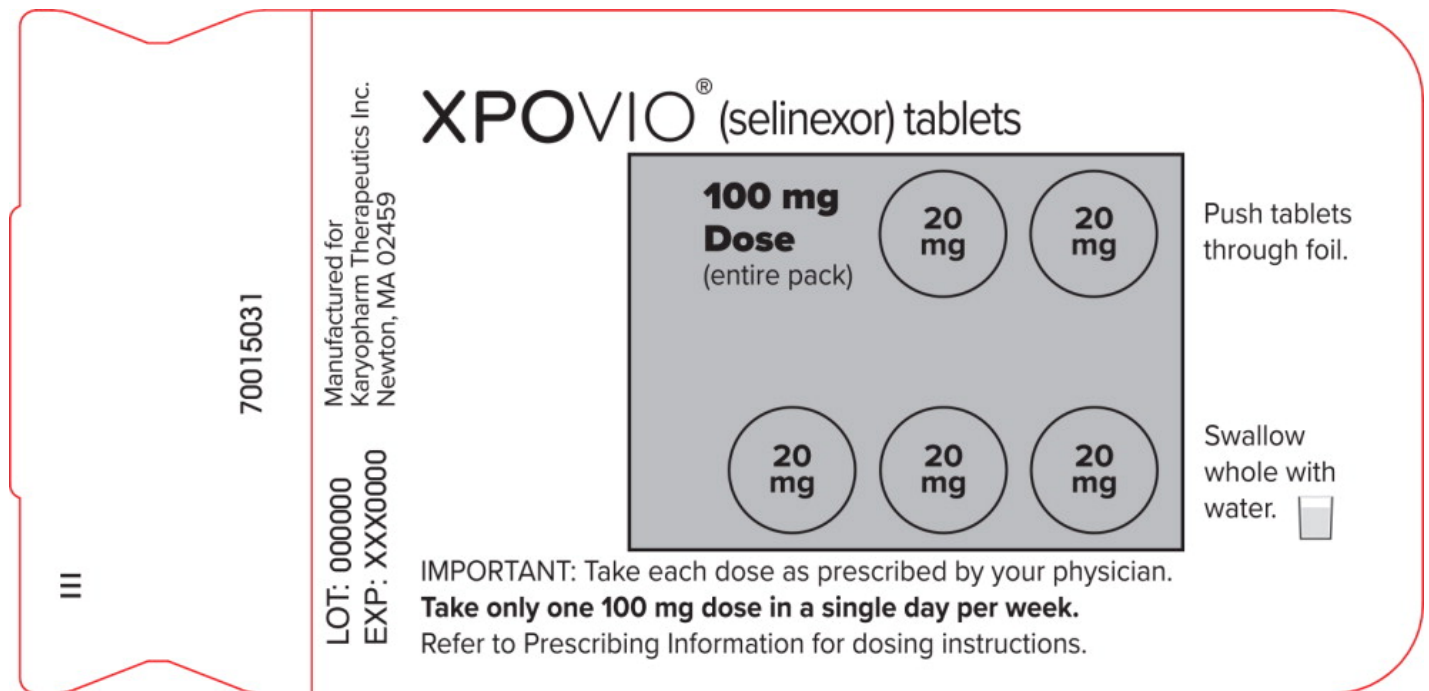 XPOVIO® (selinexor) tablets
100 mg
Dose
(entire pack)
20
mg
20
mg
Push tablets
through foil.
20
mg
20
mg
20
mg
Swallow
whole with
water.
IMPORTANT: Take each dose as prescribed by your physician.
Take only one 100 mg dose in a single day per week.
Refer to Prescribing Information for dosing instructions.
Manufactured for
Karyopharm Therapeutics Inc.
Newton, MA 02459
LOT: 000000
EXP: XXX0000
70015031